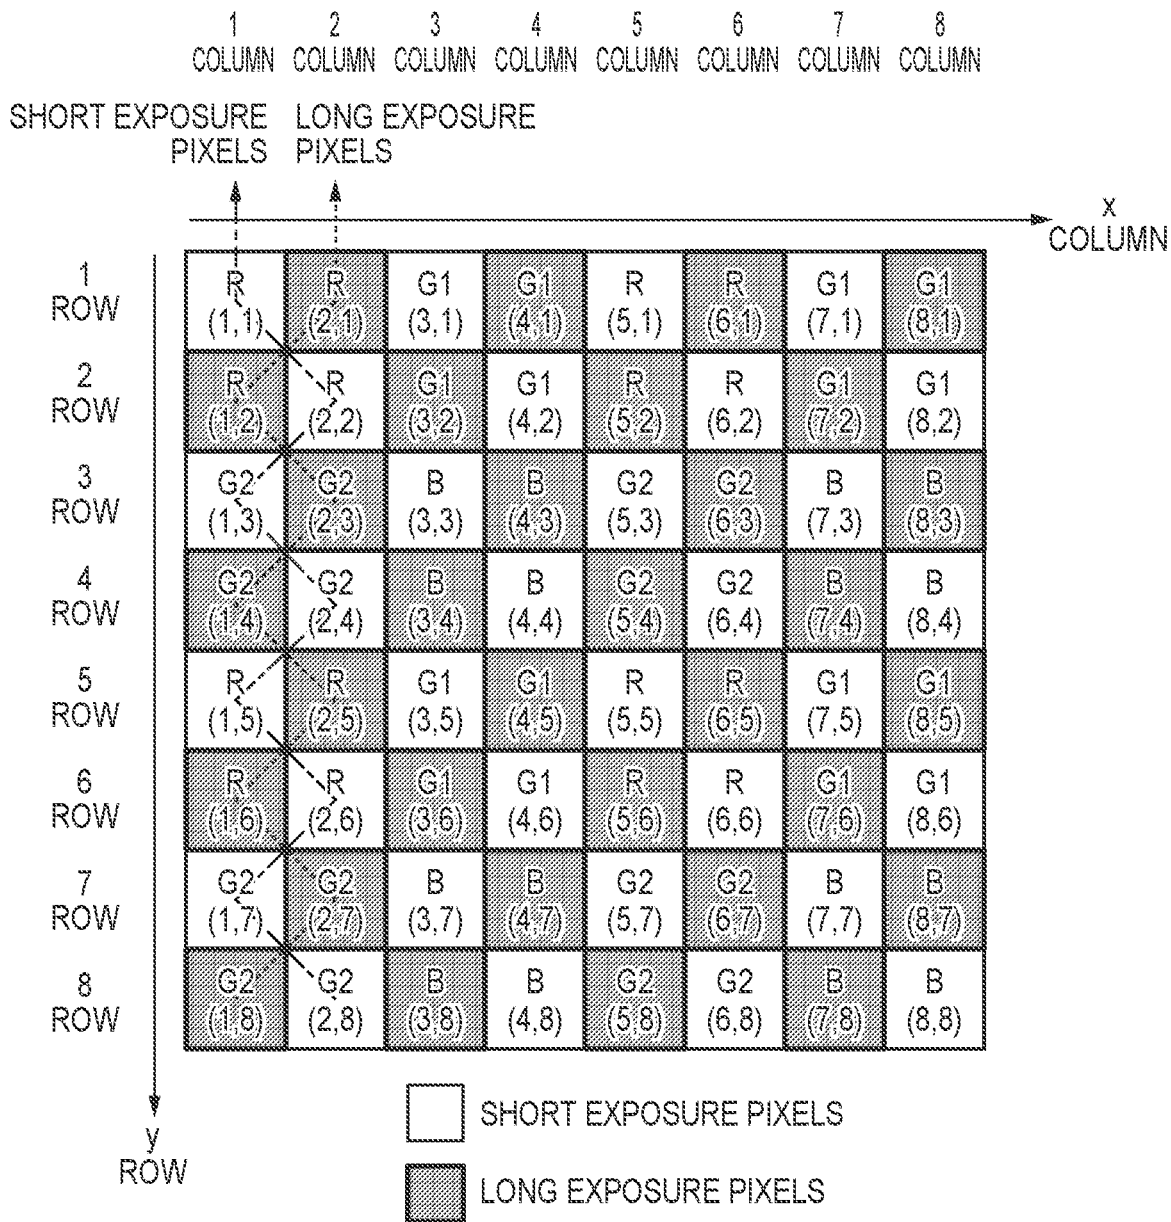 1 2 3 4 5 6 7 8
COLUMN COLUMN COLUMN COLUMN COLUMN COLUMN COLUMN COLUMN
SHORT EXPOSURE PIXELS
LONG EXPOSURE PIXELS
x
COLUMN
1 ROW
R R G1 G1 R R G1 G1
(1,1) (2,1) (3,1) (4,1) (5,1) (6,1) (7,1) (8,1)
2 ROW
R R G1 G1 R R G1 G1
(1,2) (2,2) (3,2) (4,2) (5,2) (6,2) (7,2) (8,2)
3 ROW
G2 G2 B B G2 G2 B B
(1,3) (2,3) (3,3) (4,3) (5,3) (6,3) (7,3) (8,3)
4 ROW
G2 G2 B B G2 G2 B B
(1,4) (2,4) (3,4) (4,4) (5,4) (6,4) (7,4) (8,4)
5 ROW
R R G1 G1 R R G1 G1
(1,5) (2,5) (3,5) (4,5) (5,5) (6,5) (7,5) (8,5)
6 ROW
R R G1 G1 R R G1 G1
(1,6) (2,6) (3,6) (4,6) (5,6) (6,6) (7,6) (8,6)
7 ROW
G2 G2 B B G2 G2 B B
(1,7) (2,7) (3,7) (4,7) (5,7) (6,7) (7,7) (8,7)
8 ROW
G2 G2 B B G2 G2 B B
(1,8) (2,8) (3,8) (4,8) (5,8) (6,8) (7,8) (8,8)
y
ROW
SHORT EXPOSURE PIXELS
LONG EXPOSURE PIXELS